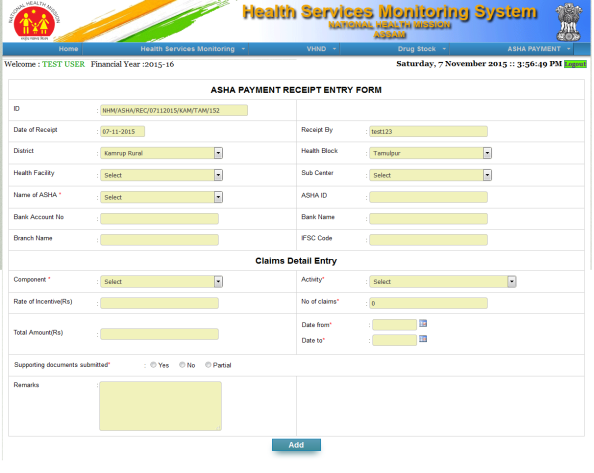 NATIONAL HEALTH MISSION
Health Services Monitoring System
NATIONAL HEALTH MISSION
ASSAM
Home Health Services Monitoring VHND Drug Stock ASHA PAYMENT
Welcome : TEST USER Financial Year :2015-16 Saturday, 7 November 2015 :: 3:56:49 PM Logout
ASHA PAYMENT RECEIPT ENTRY FORM
ID : NHM/ASHA/REC/07112015/KAM/TAM/152
Date of Receipt : 07-11-2015 Receipt By : test123
District : Kamrup Rural Health Block : Tamulpur
Health Facility : Select Sub Center : Select
Name of ASHA * : Select ASHA ID :
Bank Account No : Bank Name :
Branch Name : IFSC Code :
Claims Detail Entry
Component * : Select Activity* : Select
Rate of Incentive(Rs) : No of claims* : 0
Total Amount(Rs) : Date from* :
Date to* :
Supporting documents submitted* : Yes No Partial
Remarks :
Add